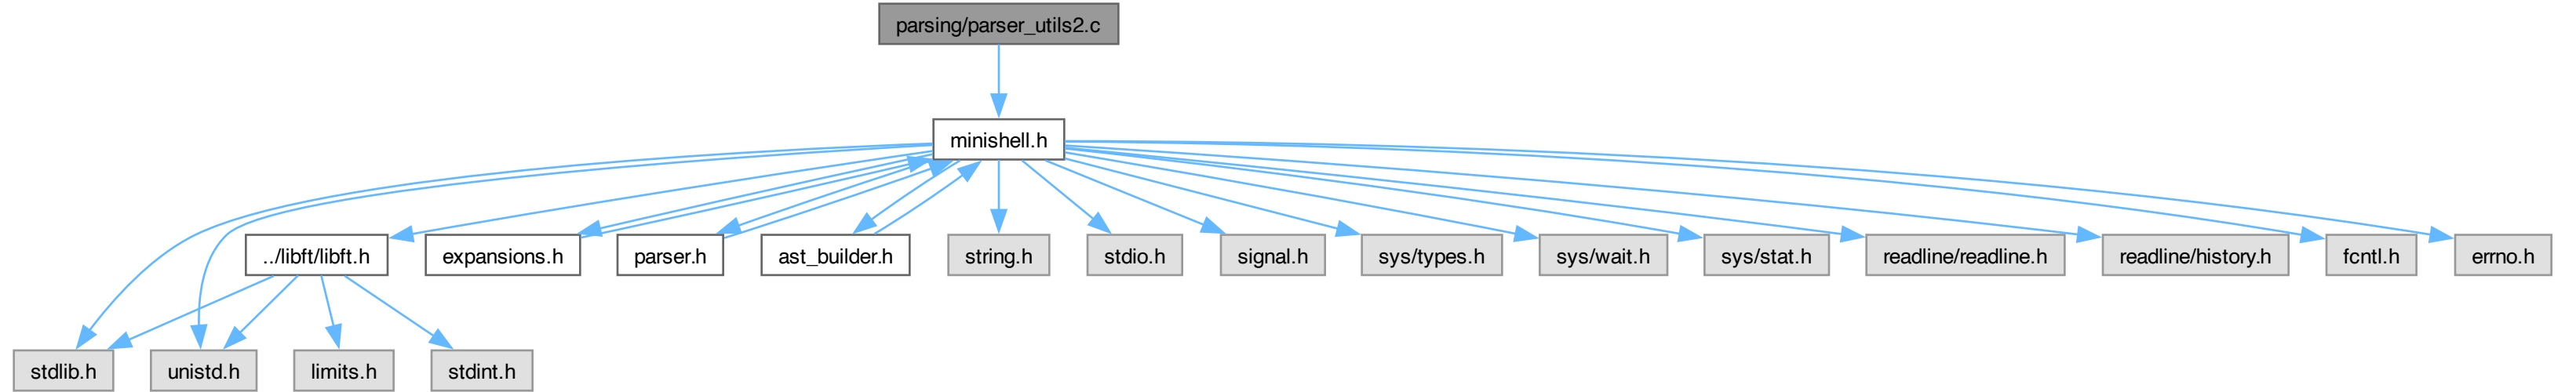 parsing/parser_utils2.c
minishell.h
../libft/libft.h
expansions.h
parser.h
ast_builder.h
string.h
stdio.h
signal.h
sys/types.h
sys/wait.h
sys/stat.h
readline/readline.h
readline/history.h
fcntl.h
errno.h
stdlib.h
unistd.h
limits.h
stdint.h